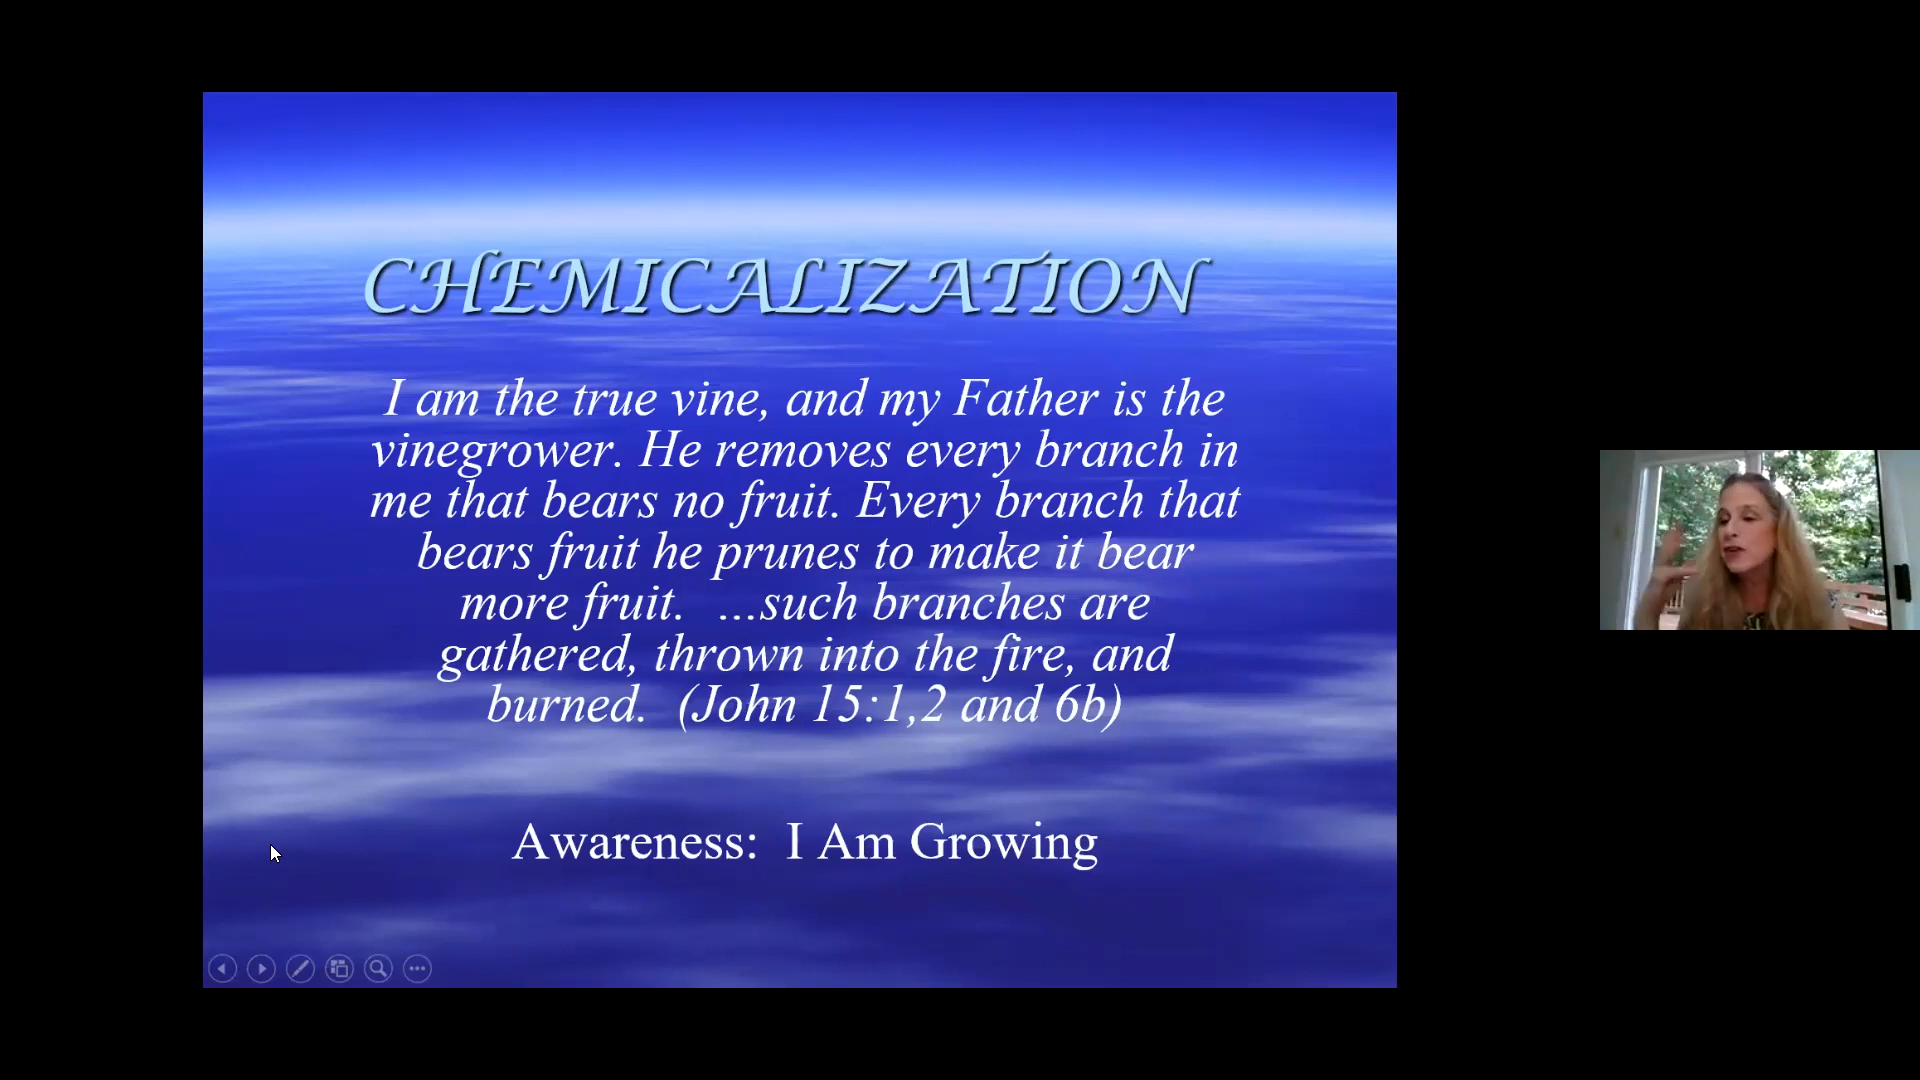 CHEMICALIZATION
I am the true vine, and my Father is the
vinegrower. He removes every branch in
me that bears no fruit. Every branch that
bears fruit he prunes to make it bear
more fruit.  ...such branches are
gathered, thrown into the fire, and
burned.  (John 15:1,2 and 6b)
Awareness:  I Am Growing